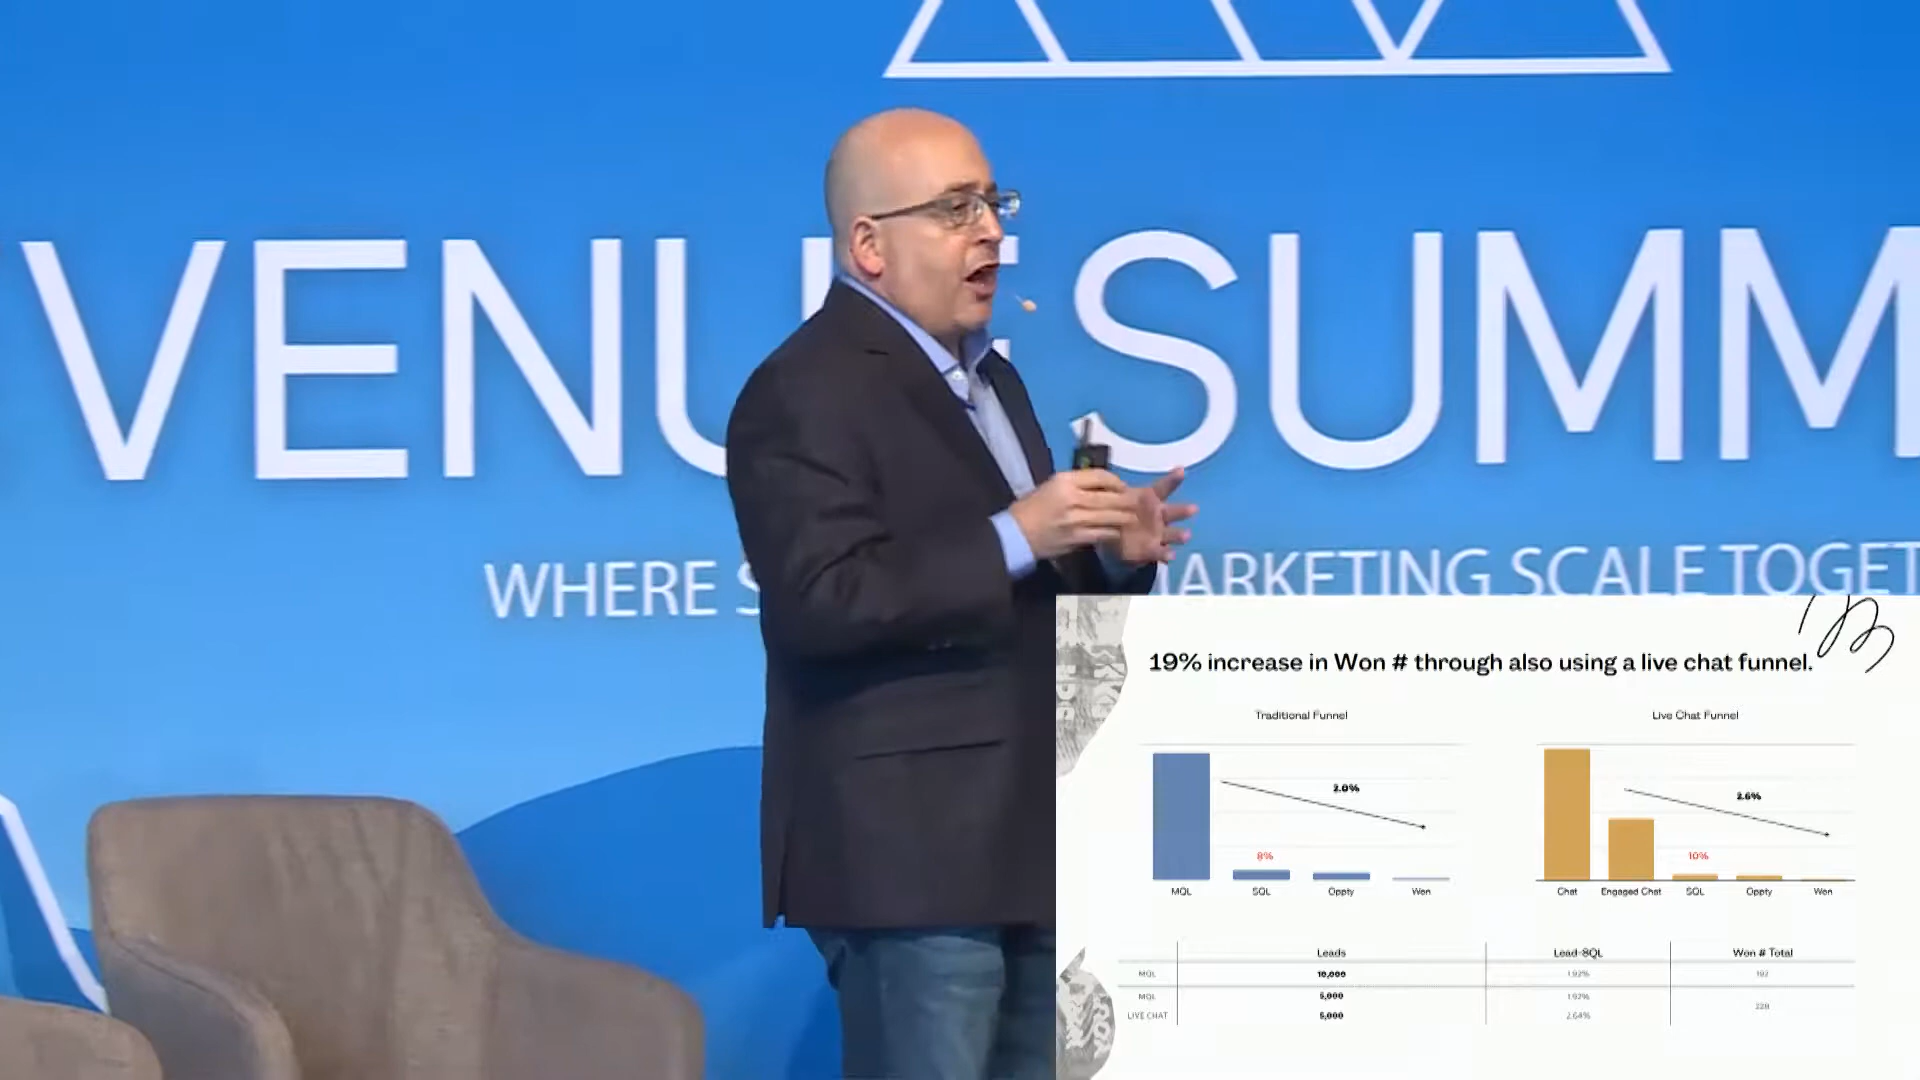 VENUE SUMM
WHERE S MARKETING SCALE TOGET
19% increase in Won # through also using a live chat funnel.
Traditional Funnel
Live Chat Funnel
2.0%
2.6%
8%
10%
MQL SQL Oppty Won
Chat Engaged Chat SQL Oppty Won
Leads Lead-SQL Won # Total
MQL 10,000 1.92% 192
MQL 5,000 1.92%
228
LIVE CHAT 5,000 2.64%